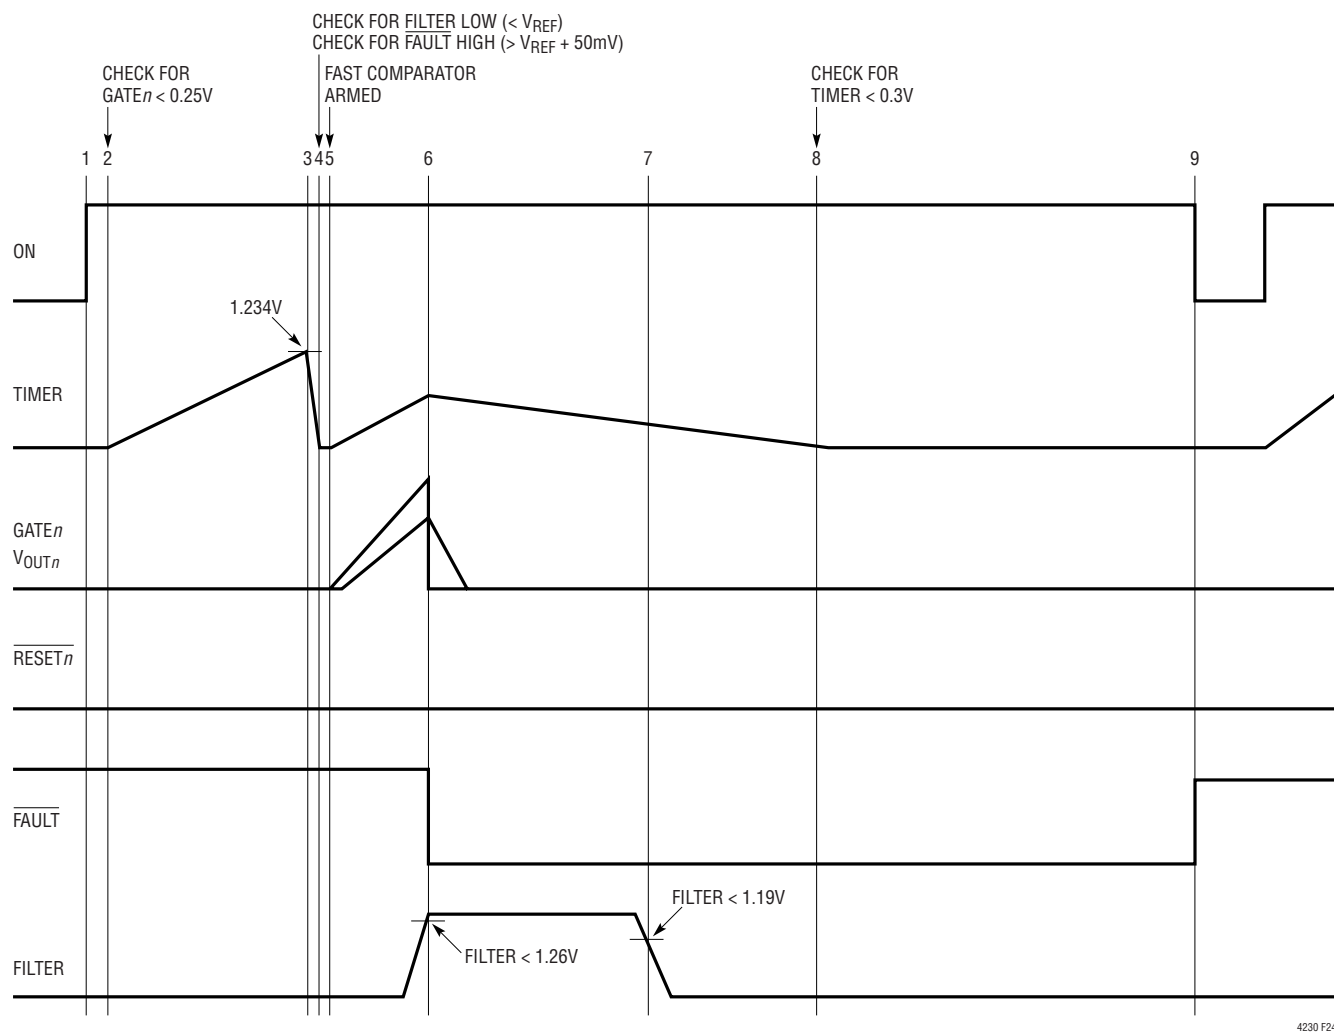 CHECK FOR FILTER LOW (< VREF)
CHECK FOR FAULT HIGH (> VREF + 50mV)
CHECK FOR
GATEn < 0.25V
FAST COMPARATOR
ARMED
CHECK FOR
TIMER < 0.3V
1 2 3 4 5 6 7 8 9
ON
1.234V
TIMER
GATEn
VOUTn
RESETn
FAULT
FILTER < 1.19V
FILTER < 1.26V
FILTER
4230 F24